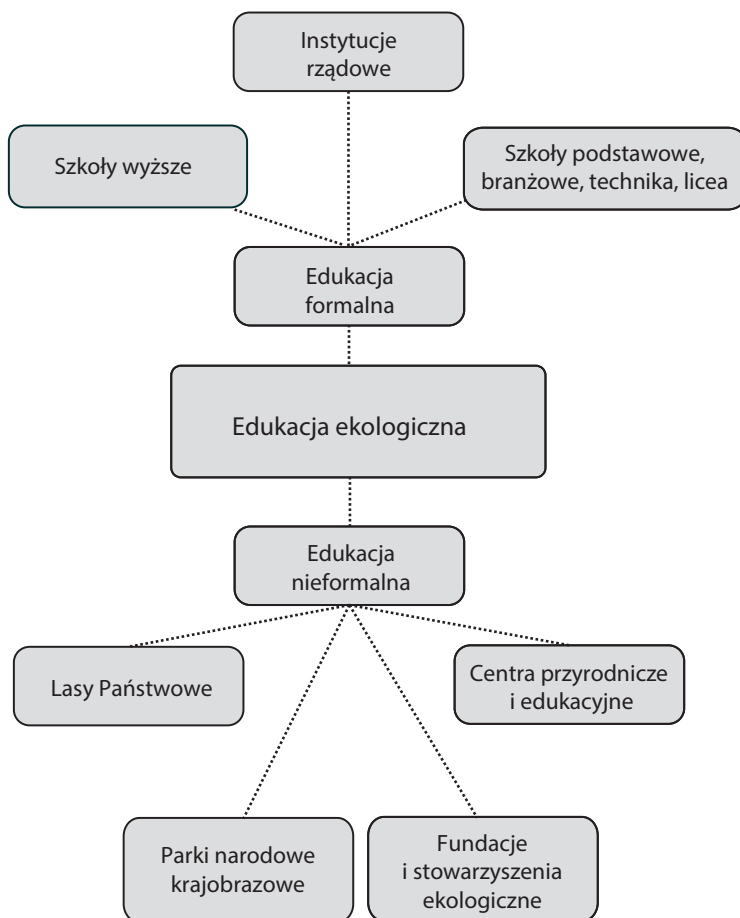 Instytucje
rządowe
Szkoły wyższe
Szkoły podstawowe,
branżowe, technika, licea
Edukacja
formalna
Edukacja ekologiczna
Edukacja
nieformalna
Lasy Państwowe
Centra przyrodnicze
i edukacyjne
Parki narodowe
krajobrazowe
Fundacje
i stowarzyszenia
ekologiczne